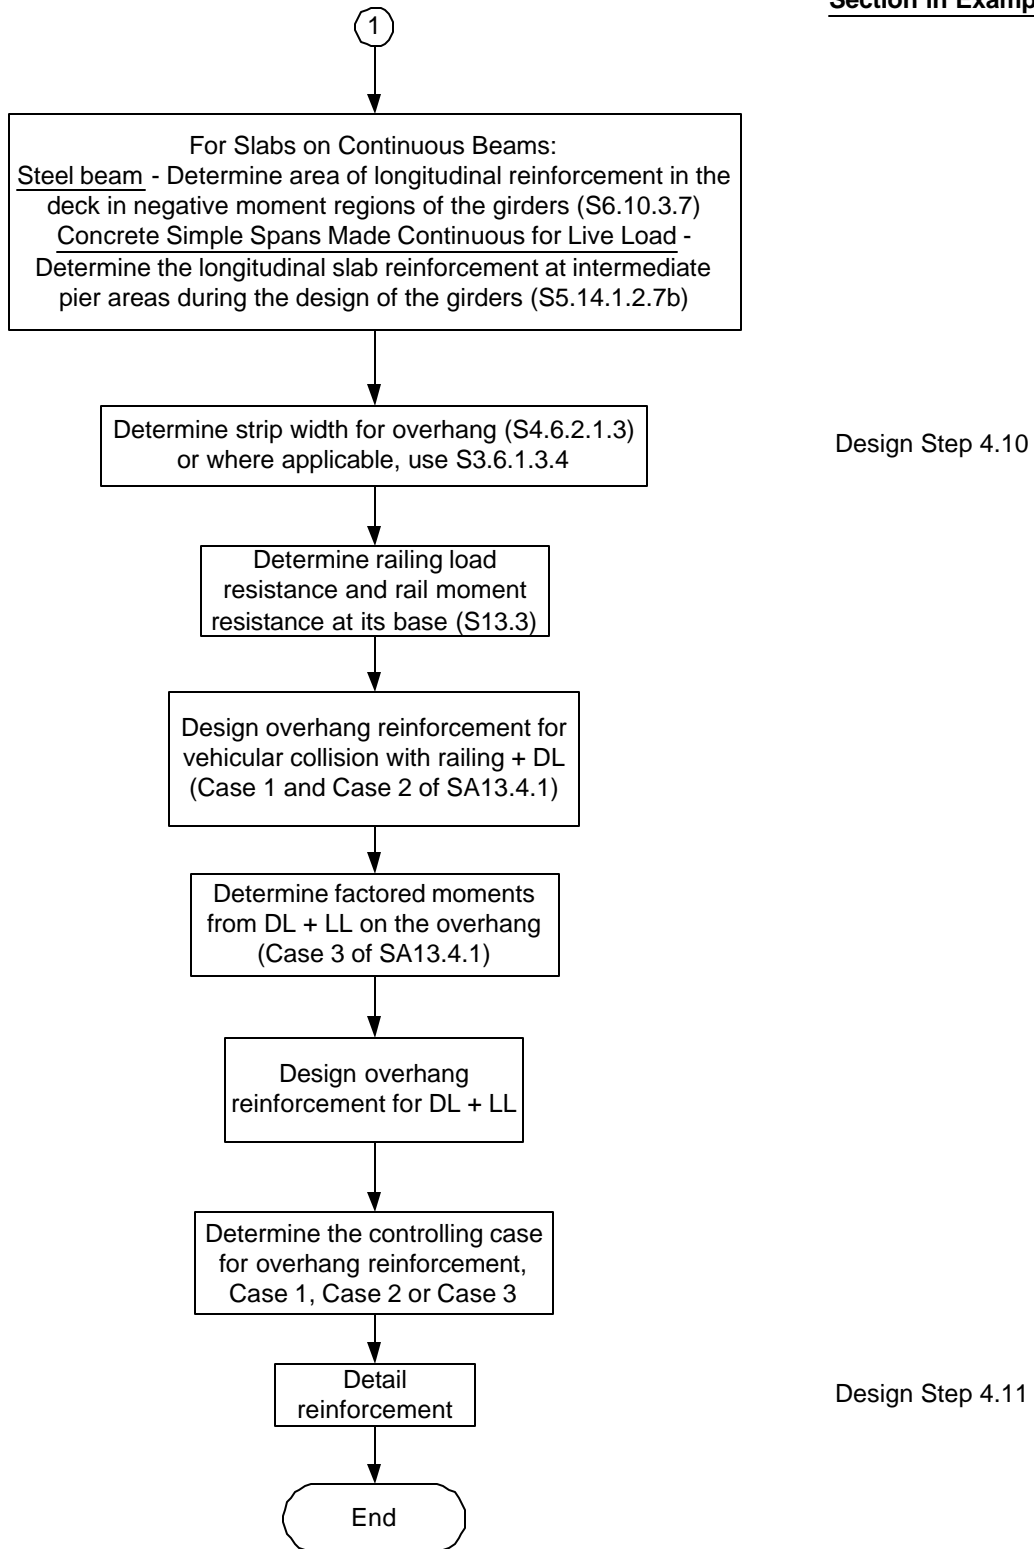 Section in
1
For Slabs on Continuous Beams:
Steel beam - Determine area of longitudinal reinforcement in the
deck in negative moment regions of the girders (S6.10.3.7)
Concrete Simple Spans Made Continuous for Live Load -
Determine the longitudinal slab reinforcement at intermediate
pier areas during the design of the girders (S5.14.1.2.7b)
Determine strip width for overhang (S4.6.2.1.3)
or where applicable, use S3.6.1.3.4
Design Step 4.10
Determine railing load
resistance and rail moment
resistance at its base (S13.3)
Design overhang reinforcement for
vehicular collision with railing + DL
(Case 1 and Case 2 of SA13.4.1)
Determine factored moments
from DL + LL on the overhang
(Case 3 of SA13.4.1)
Design overhang
reinforcement for DL + LL
Determine the controlling case
for overhang reinforcement,
Case 1, Case 2 or Case 3
Detail
reinforcement
Design Step 4.11
End